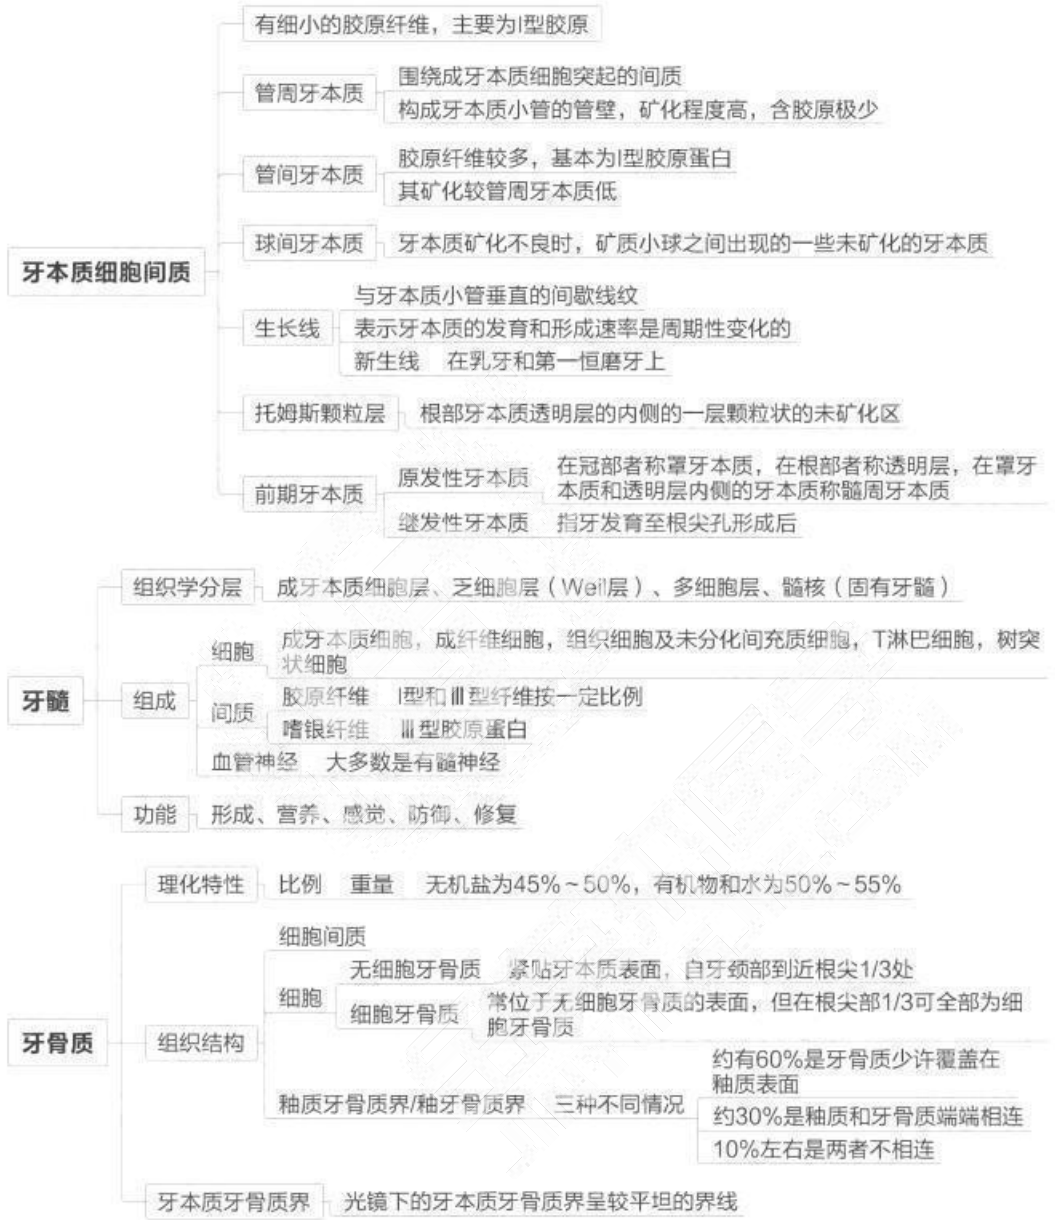 有细小的胶原纤维，主要为I型胶原
管周牙本质
围绕成牙本质细胞突起的间质
构成牙本质小管的管壁，矿化程度高，含胶原极少
管间牙本质
胶原纤维较多，基本为I型胶原蛋白
其矿化较管周牙本质低
牙本质细胞间质
球间牙本质
牙本质矿化不良时，矿质小球之间出现的一些未矿化的牙本质
生长线
与牙本质小管垂直的间歇线纹
表示牙本质的发育和形成速率是周期性变化的
新生线 在乳牙和第一恒磨牙上
托姆斯颗粒层
根部牙本质透明层的内侧的一层颗粒状的未矿化区
前期牙本质
原发性牙本质
在冠部者称罩牙本质，在根部者称透明层，在罩牙
本质和透明层内侧的牙本质称髓周牙本质
继发性牙本质 指牙发育至根尖孔形成后
牙髓
组织学分层
成牙本质细胞层、乏细胞层（Weil层）、多细胞层、髓核（固有牙髓）
组成
细胞
成牙本质细胞，成纤维细胞，组织细胞及未分化间充质细胞，T淋巴细胞，树突
状细胞
间质
胶原纤维 I型和Ⅲ型纤维按一定比例
嗜银纤维 Ⅲ型胶原蛋白
血管神经 大多数是有髓神经
功能
形成、营养、感觉、防御、修复
牙骨质
理化特性
比例 重量 无机盐为45%~50%，有机物和水为50%~55%
组织结构
细胞间质
细胞
无细胞牙骨质 紧贴牙本质表面，自牙颈部到近根尖1/3处
细胞牙骨质
常位于无细胞牙骨质的表面，但在根尖部1/3可全部为细
胞牙骨质
釉质牙骨质界/釉牙骨质界 三种不同情况
约有60%是牙骨质少许覆盖在
釉质表面
约30%是釉质和牙骨质端端相连
10%左右是两者不相连
牙本质牙骨质界
光镜下的牙本质牙骨质界呈较平坦的界线